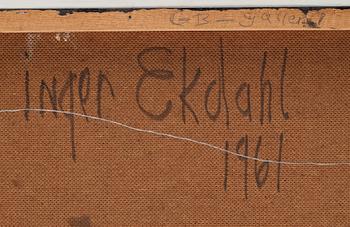 GB-galleri
inger Ekdahl
1961